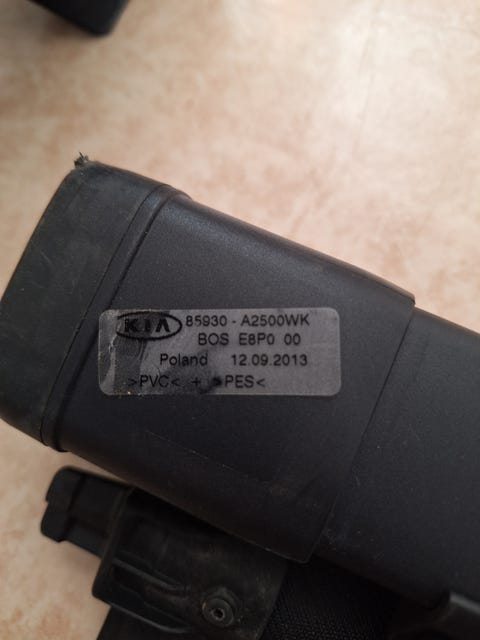 KIA 85930 - A2500WK
BOS E8P0 00
Poland 12.09.2013
>PVC< + >PES<